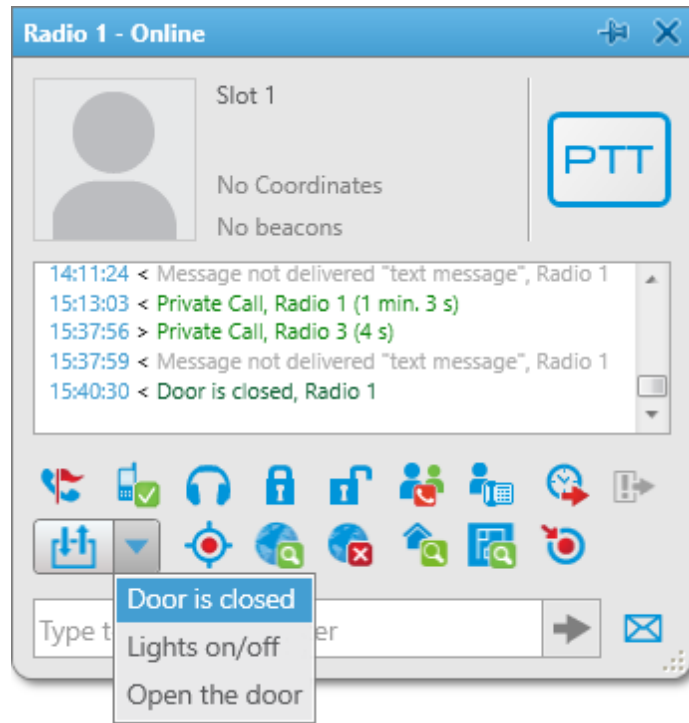 Radio 1 - Online
Slot 1
PTT
No Coordinates
No beacons
14:11:24 < Message not delivered "text message", Radio 1
15:13:03 < Private Call, Radio 1 (1 min. 3 s)
15:37:56 > Private Call, Radio 3 (4 s)
15:37:59 < Message not delivered "text message", Radio 1
15:40:30 < Door is closed, Radio 1
Door is closed
Type t er
Lights on/off
Open the door